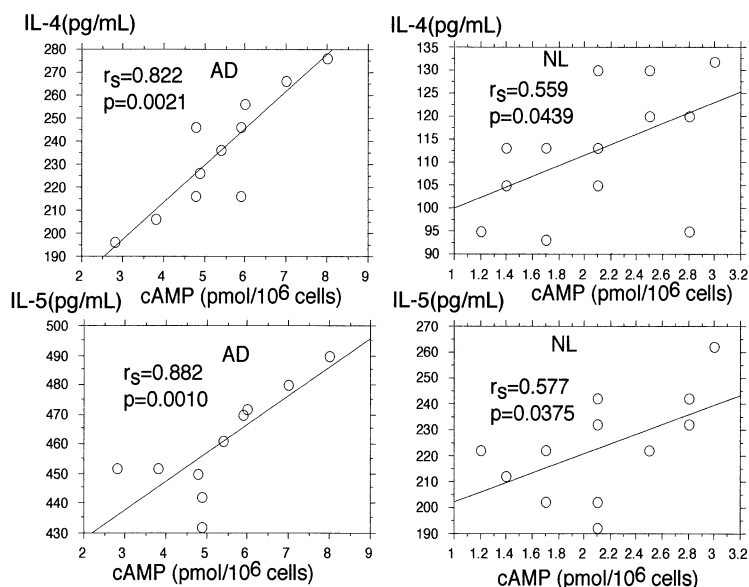 IL-4(pg/mL)
280
270
260
250
240
230
220
210
200
190
rs=0.822
p=0.0021
AD
2 3 4 5 6 7 8 9
cAMP (pmol/10⁶ cells)
IL-4(pg/mL)
135
130
125
120
115
110
105
100
95
90
NL
rs=0.559
p=0.0439
1 1.2 1.4 1.6 1.8 2 2.2 2.4 2.6 2.8 3 3.2
cAMP (pmol/10⁶ cells)
IL-5(pg/mL)
500
490
480
470
460
450
440
430
AD
rs=0.882
p=0.0010
2 3 4 5 6 7 8 9
cAMP (pmol/10⁶ cells)
IL-5(pg/mL)
270
260
250
240
230
220
210
200
190
NL
rs=0.577
p=0.0375
1 1.2 1.4 1.6 1.8 2 2.2 2.4 2.6 2.8 3 3.2
cAMP (pmol/10⁶ cells)